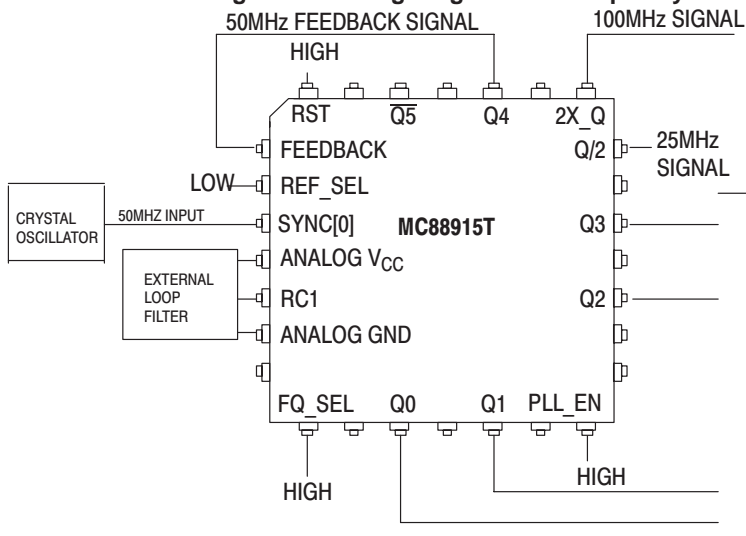 50MHz FEEDBACK SIGNAL
100MHz SIGNAL
HIGH
RST
Q5
Q4
2X_Q
FEEDBACK
Q/2
25MHz
SIGNAL
LOW
REF_SEL
CRYSTAL
OSCILLATOR
50MHZ INPUT
SYNC[0]
MC88915T
Q3
ANALOG VCC
EXTERNAL
LOOP
FILTER
RC1
Q2
ANALOG GND
FQ_SEL
Q0
Q1
PLL_EN
HIGH
HIGH